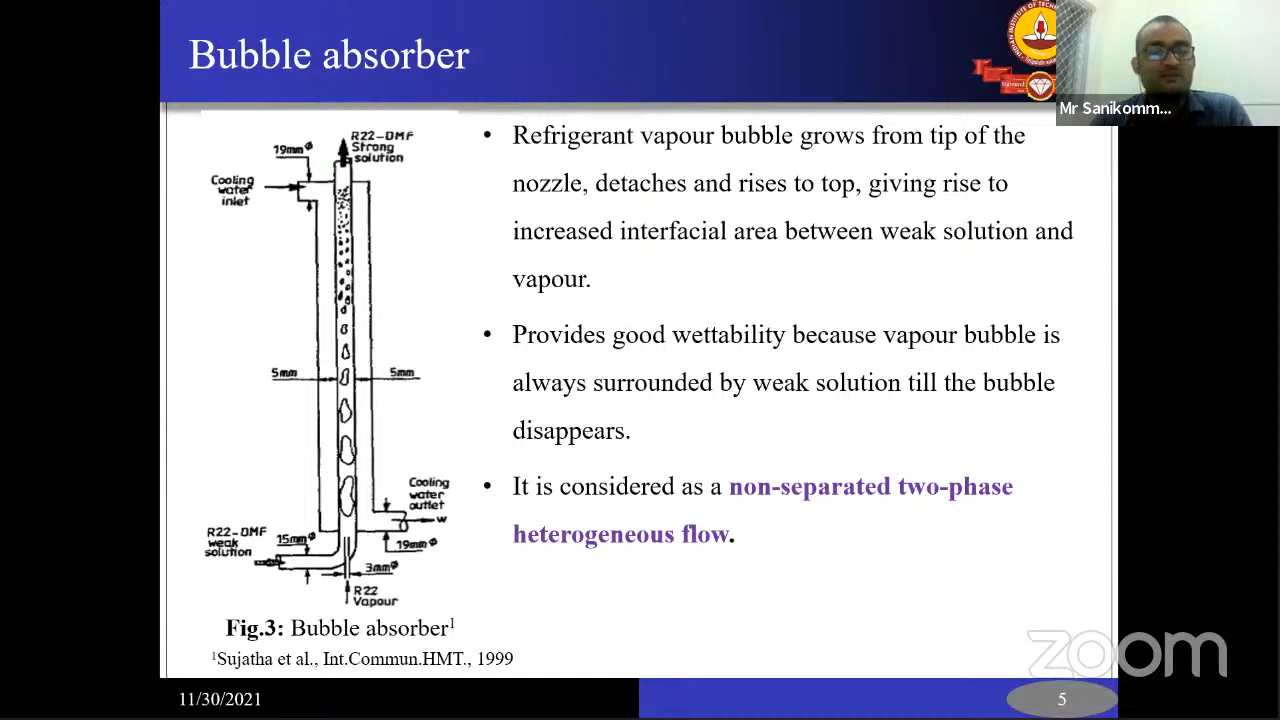 Bubble absorber
INDIAN INSTITUTE OF TECHN
Mr Sanikomm...
R22-DMF
Strong
solution
19mm Φ
Cooling
water
inlet
5mm
5mm
Cooling
water
outlet
W
R22-DMF
weak
solution
15mm Φ
19mm Φ
3mm Φ
R22
Vapour
Fig.3: Bubble absorber1
1Sujatha et al., Int.Commun.HMT., 1999
• Refrigerant vapour bubble grows from tip of the
nozzle, detaches and rises to top, giving rise to
increased interfacial area between weak solution and
vapour.
• Provides good wettability because vapour bubble is
always surrounded by weak solution till the bubble
disappears.
• It is considered as a non-separated two-phase
heterogeneous flow.
zoom
11/30/2021
5